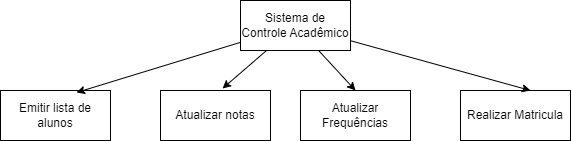 Sistema de
Controle Acadêmico
Emitir lista de
alunos
Atualizar notas
Atualizar
Frequências
Realizar Matricula